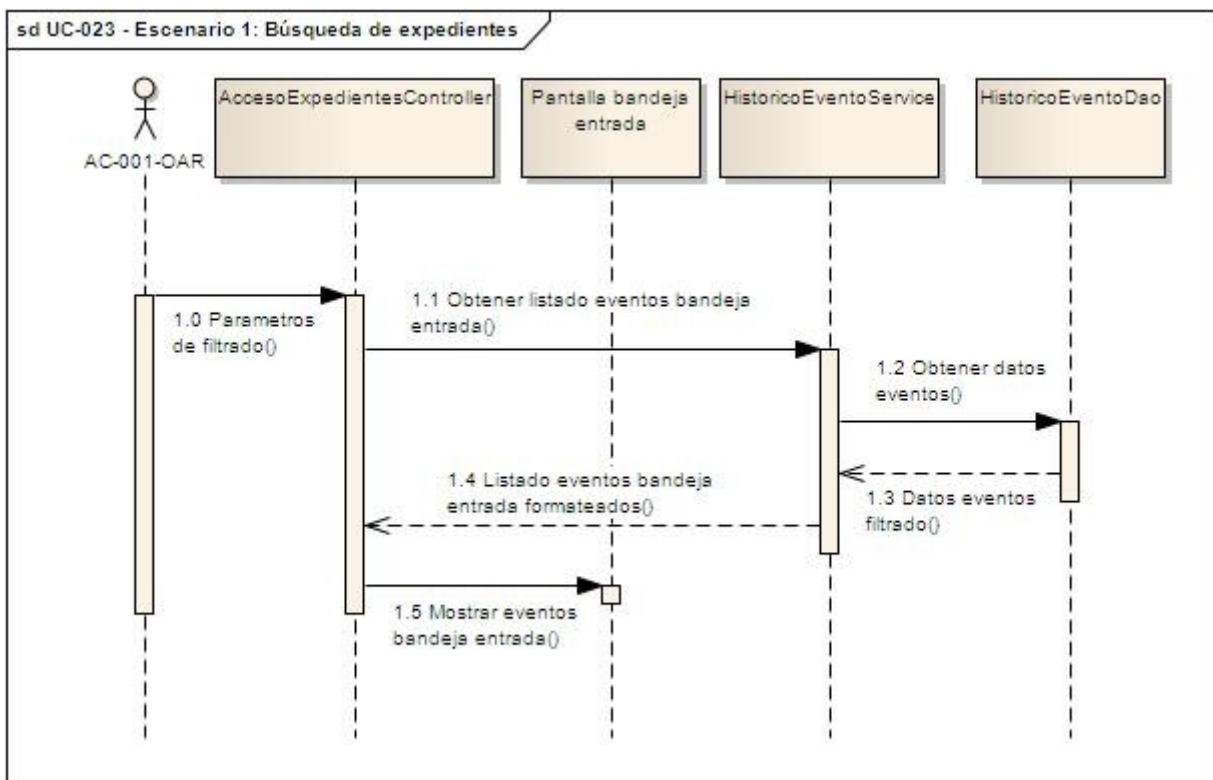 sd UC-023 - Escenario 1: Búsqueda de expedientes
AC-001-OAR
AccesoExpedientesController
Pantalla bandeja
entrada
HistoricoEventoService
HistoricoEventoDao
1.0 Parametros
de filtrado()
1.1 Obtener listado eventos bandeja
entrada()
1.2 Obtener datos
eventos()
1.3 Datos eventos
filtrado()
1.4 Listado eventos bandeja
entrada formateados()
1.5 Mostrar eventos
bandeja entrada()